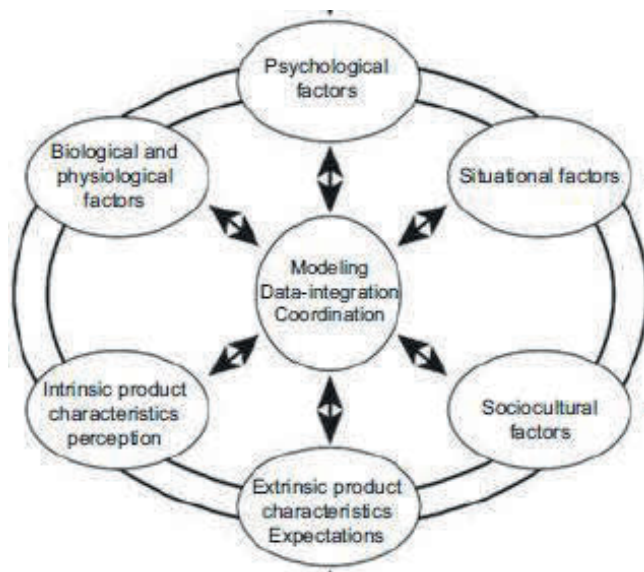 Psychological
factors
Biological and
physiological
factors
Situational factors
Modeling
Data-integration
Coordination
Intrinsic product
characteristics
perception
Sociocultural
factors
Extrinsic product
characteristics
Expectations